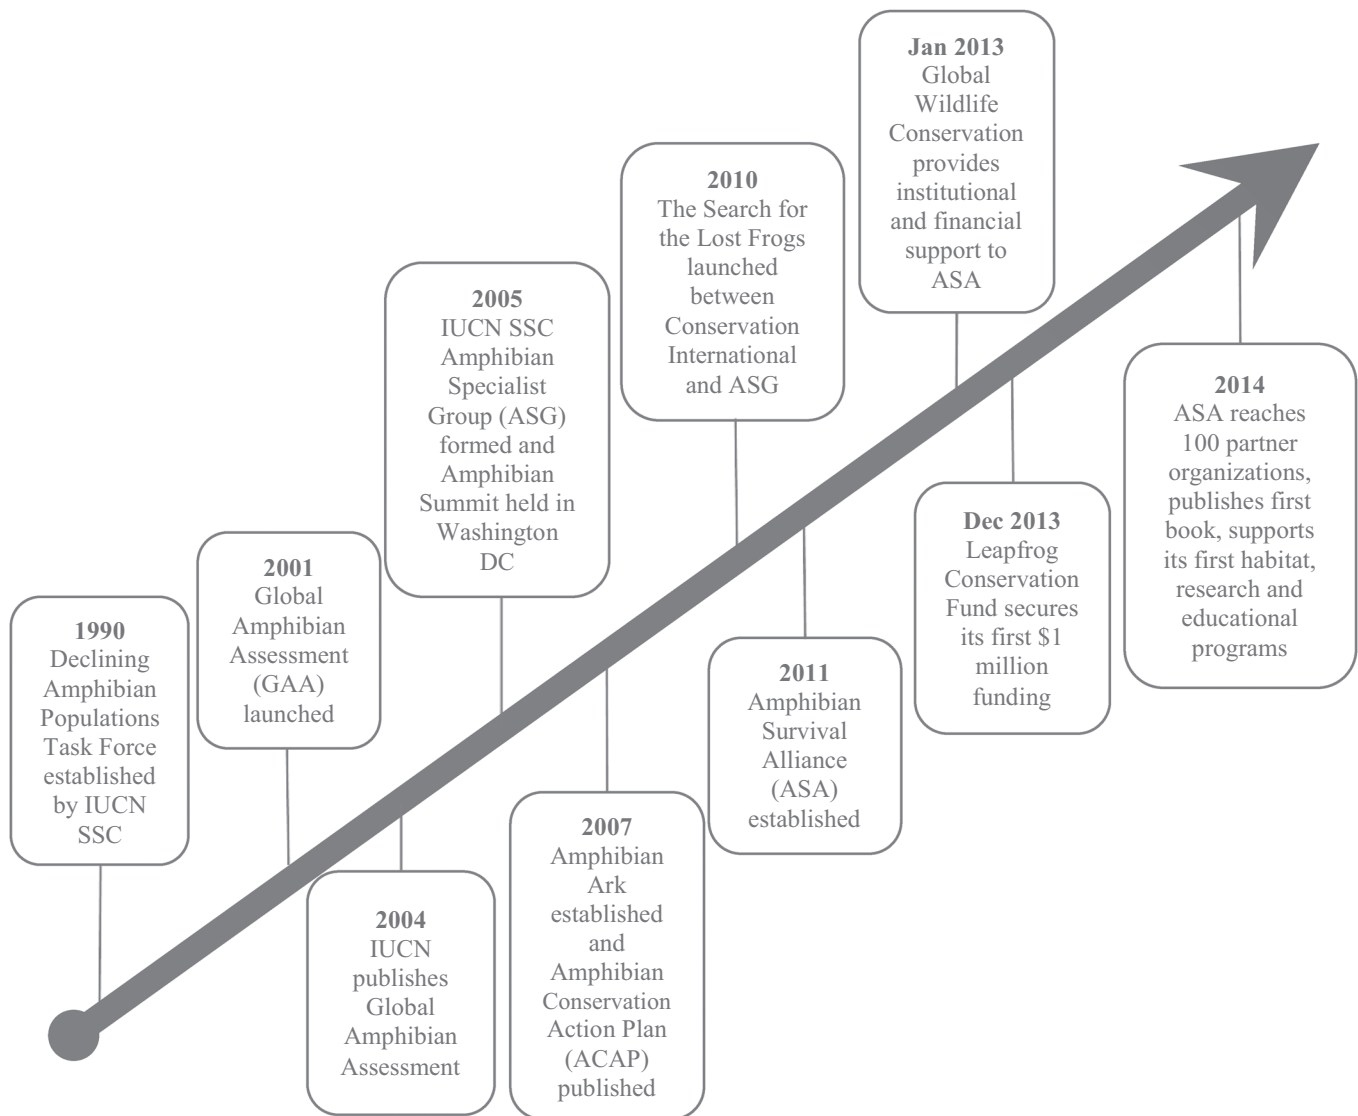 1990
Declining
Amphibian
Populations
Task Force
established
by IUCN
SSC
2001
Global
Amphibian
Assessment
(GAA)
launched
2004
IUCN
publishes
Global
Amphibian
Assessment
2005
IUCN SSC
Amphibian
Specialist
Group (ASG)
formed and
Amphibian
Summit held in
Washington
DC
2007
Amphibian
Ark
established
and
Amphibian
Conservation
Action Plan
(ACAP)
published
2010
The Search for
the Lost Frogs
launched
between
Conservation
International
and ASG
2011
Amphibian
Survival
Alliance
(ASA)
established
Jan 2013
Global
Wildlife
Conservation
provides
institutional
and financial
support to
ASA
Dec 2013
Leapfrog
Conservation
Fund secures
its first $1
million
funding
2014
ASA reaches
100 partner
organizations,
publishes first
book, supports
its first habitat,
research and
educational
programs